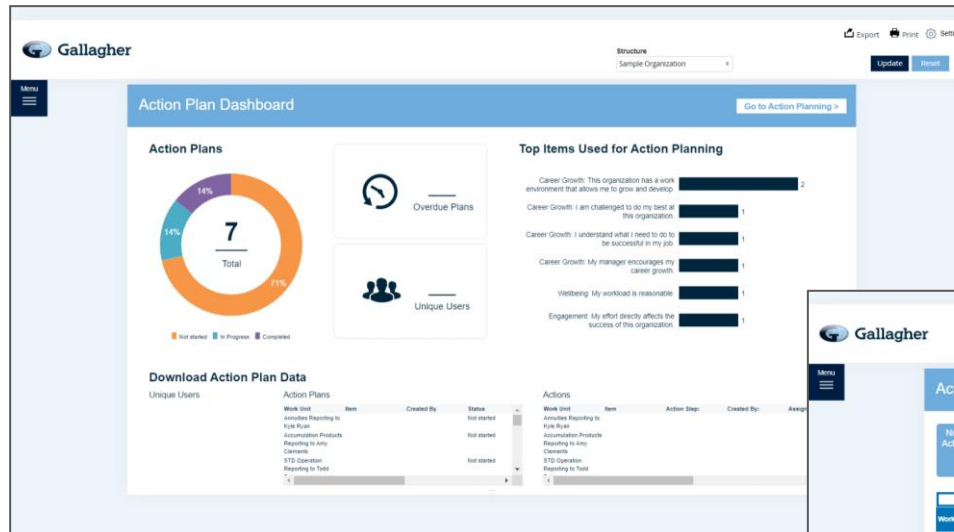 Export Print Setti
Gallagher
Structure
Sample Organization
Update Reset
Menu
Action Plan Dashboard
Go to Action Planning >
Action Plans
14%
14%
7
Total
71%
Not started In Progress Completed
Overdue Plans
Unique Users
Top Items Used for Action Planning
Career Growth: This organization has a work
environment that allows me to grow and develop.
2
Career Growth: I am challenged to do my best at
this organization.
1
Career Growth: I understand what I need to do to
be successful in my job.
1
Career Growth: My manager encourages my
career growth.
1
Wellbeing: My workload is reasonable.
1
Engagement: My effort directly affects the
success of this organization.
1
Download Action Plan Data
Unique Users
Action Plans
Work Unit Item Created By Status
Annuities Reporting to Not started
Kyle Ryan
Accumulation Products Not started
Reporting to Amy
Clements
STD Operation Not started
Reporting to Todd
Actions
Work Unit Item Action Step: Created By: Assign
Annuities Reporting to
Kyle Ryan
Accumulation Products
Reporting to Amy
Clements
STD Operation
Reporting to Todd
Gallagher
Menu
Ac
Act
Work